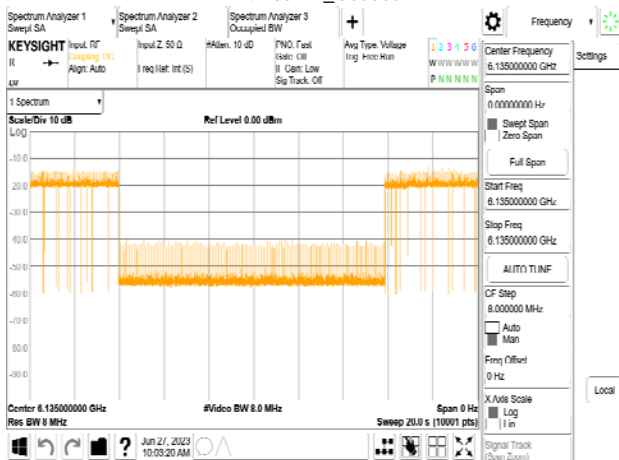 Spectrum Analyzer 1
Swept SA
Spectrum Analyzer 2
Swept SA
Spectrum Analyzer 3
Occupied BW
+
Frequency
Settings
KEYSIGHT
R
Input: RF
Coupling: DC
Align: Auto
Input Z: 50 Ω
Freq Ref: Int (S)
#Atten: 10 dB
PNO: Fast
Gate: Off
IF Gain: Low
Sig Track: Off
Avg Type: Voltage
Trig: Free Run
1 2 3 4 5 6
W W W W W W
P N N N N N
1 Spectrum
Scale/Div 10 dB
Ref Level 0.00 dBm
Log
-10.0
-20.0
-30.0
-40.0
-50.0
-60.0
-70.0
-80.0
-90.0
Center 6.135000000 GHz
Res BW 8 MHz
#Video BW 8.0 MHz
Span 0 Hz
Sweep 20.0 s (10001 pts)
Center Frequency
6.135000000 GHz
Span
0.00000000 Hz
Swept Span
Zero Span
Full Span
Start Freq
6.135000000 GHz
Stop Freq
6.135000000 GHz
AUTO TUNE
CF Step
8.000000 MHz
Auto
Man
Freq Offset
0 Hz
X Axis Scale
Log
Lin
Signal Track
(Span Zoom)
Local
?
Jun 27, 2023
10:03:20 AM